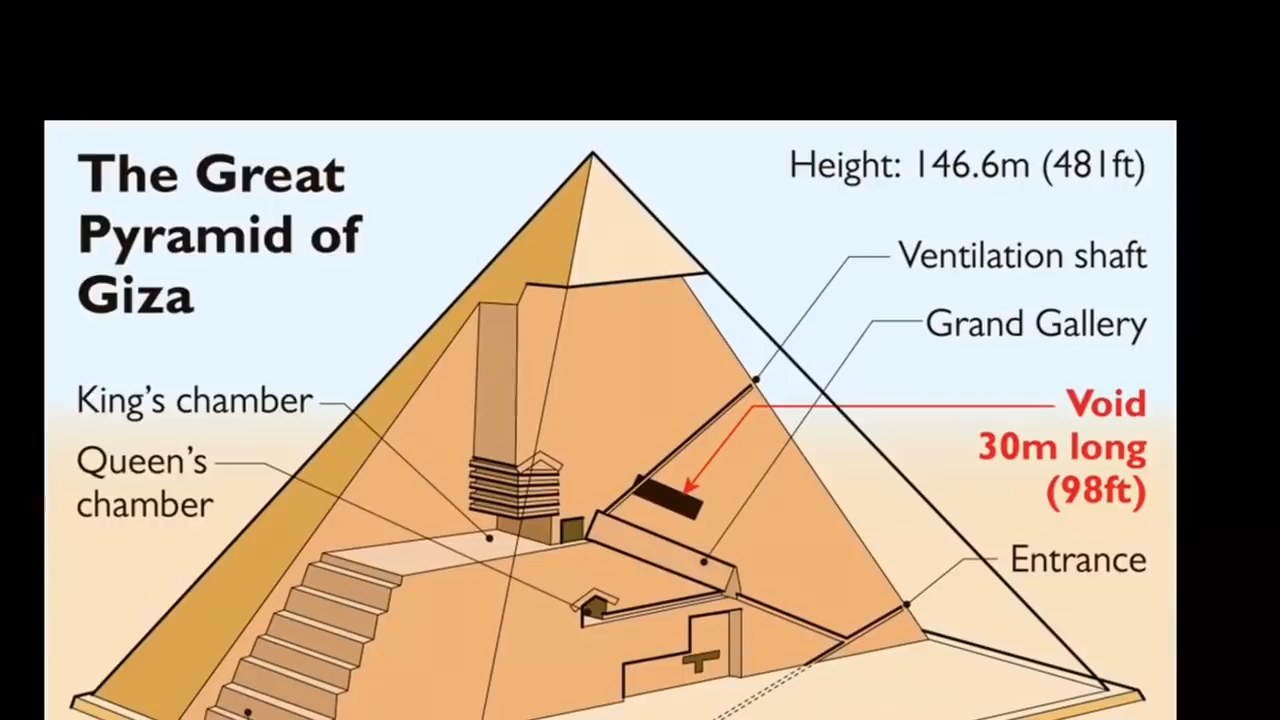 The Great
Pyramid of
Giza
Height: 146.6m (481ft)
Ventilation shaft
Grand Gallery
King's chamber
Void
30m long
(98ft)
Queen's
chamber
Entrance